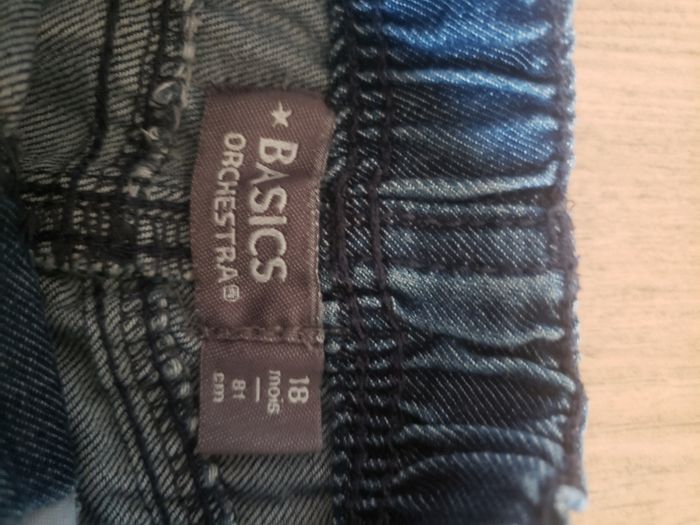 ★ BASICS
ORCHESTRA
18
mois
81
cm